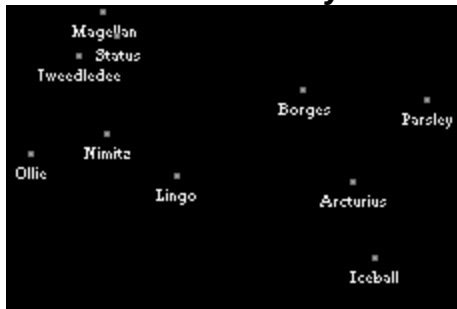 Magellan
Status
Tweedledee
Borges
Parsley
Nimitz
Ollie
Lingo
Arcturius
Iceball